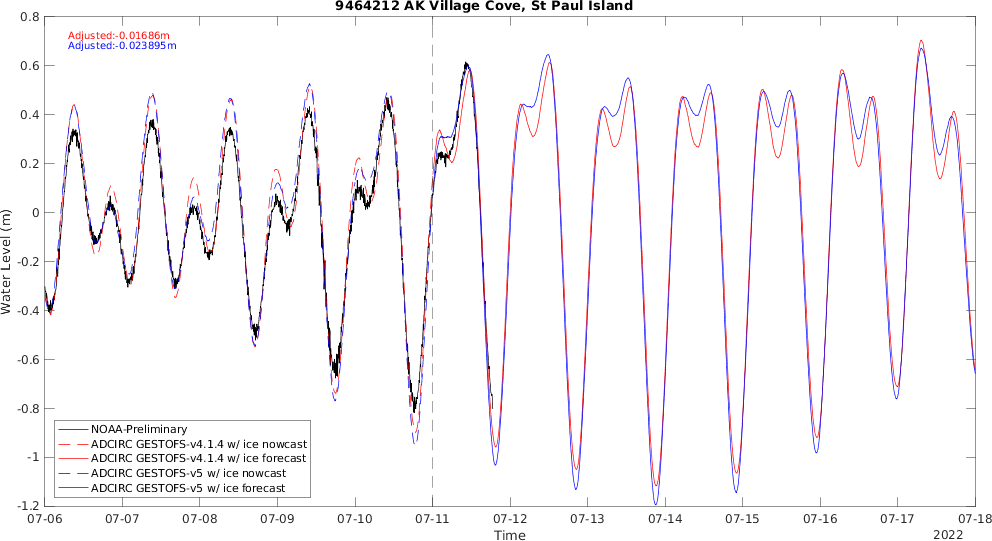 9464212 AK Village Cove, St Paul Island
Adjusted:-0.01686m
Adjusted:-0.023895m
0.8
0.6
0.4
0.2
0
-0.2
-0.4
-0.6
-0.8
-1
-1.2
Water Level (m)
NOAA-Preliminary
ADCIRC GESTOFS-v4.1.4 w/ ice nowcast
ADCIRC GESTOFS-v4.1.4 w/ ice forecast
ADCIRC GESTOFS-v5 w/ ice nowcast
ADCIRC GESTOFS-v5 w/ ice forecast
07-06 07-07 07-08 07-09 07-10 07-11 07-12 07-13 07-14 07-15 07-16 07-17 07-18
Time
2022